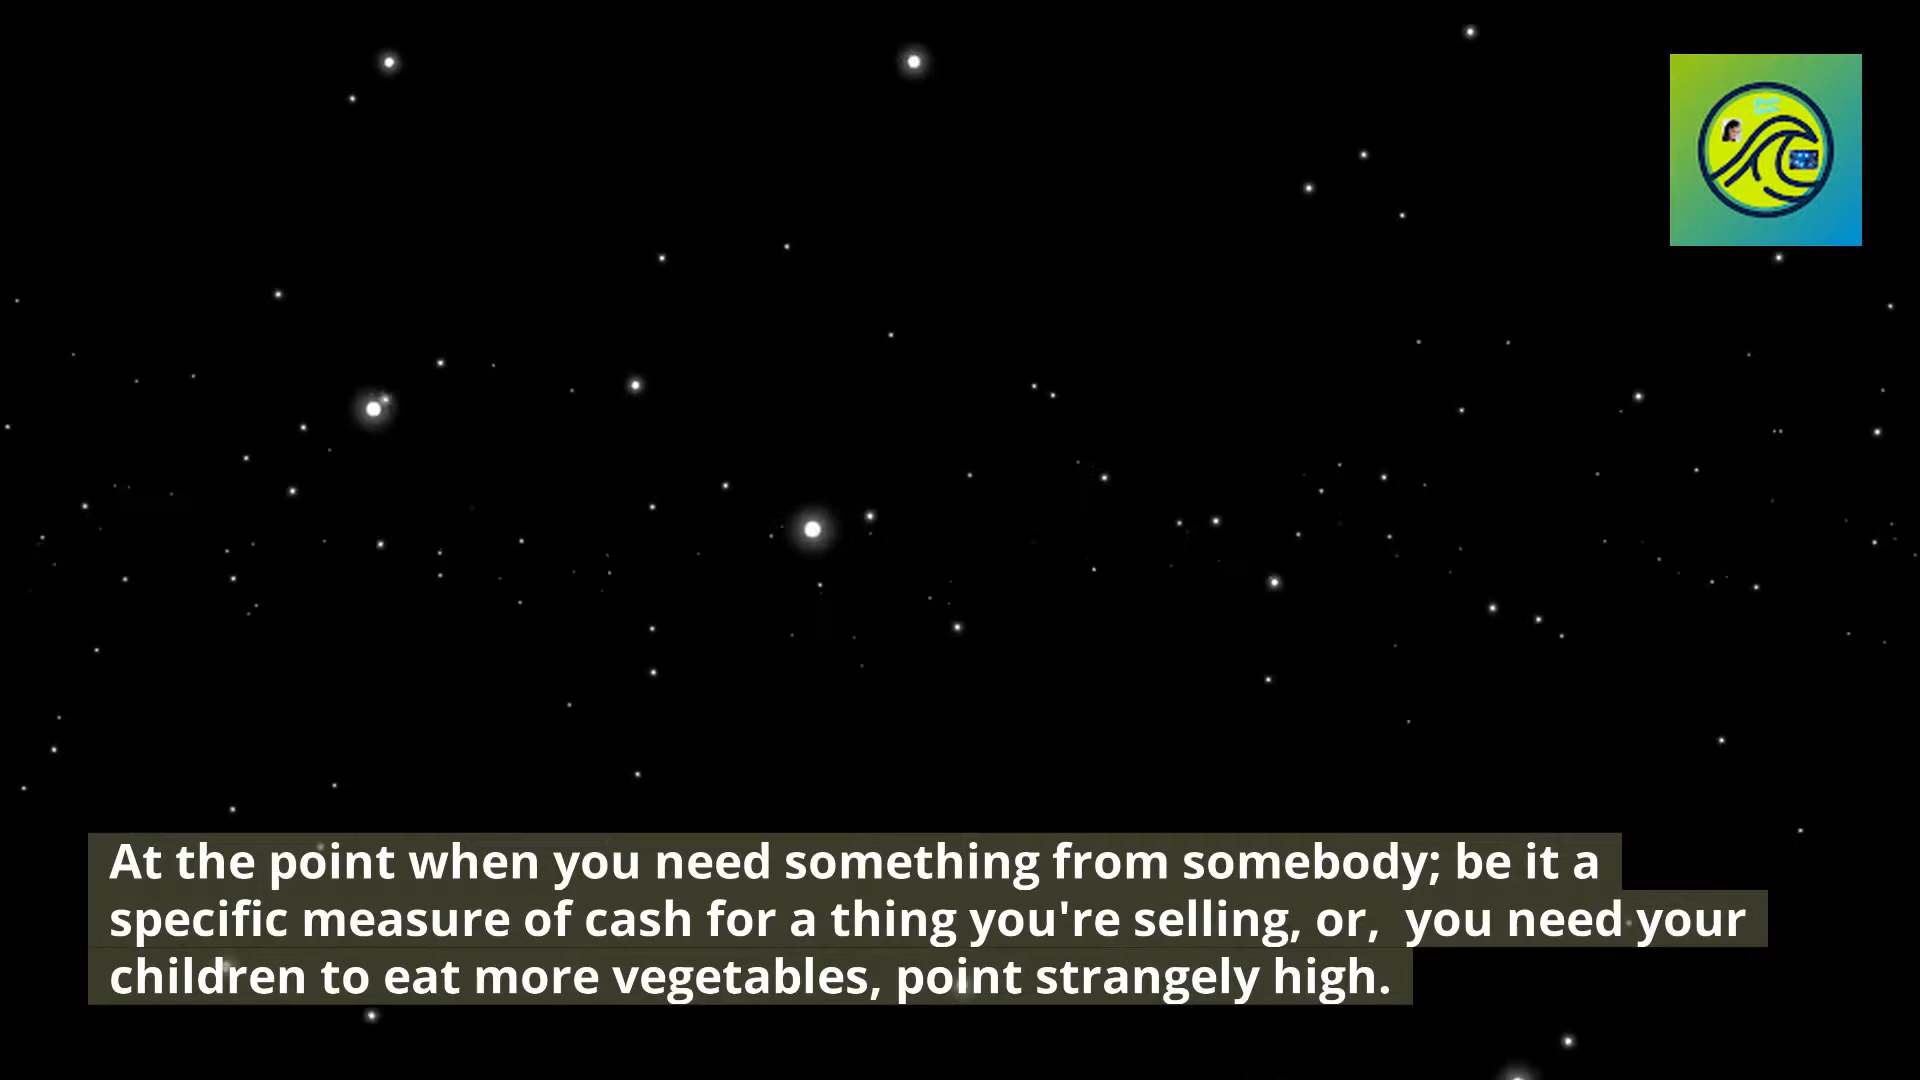 At the point when you need something from somebody; be it a
specific measure of cash for a thing you're selling, or,  you need your
children to eat more vegetables, point strangely high.